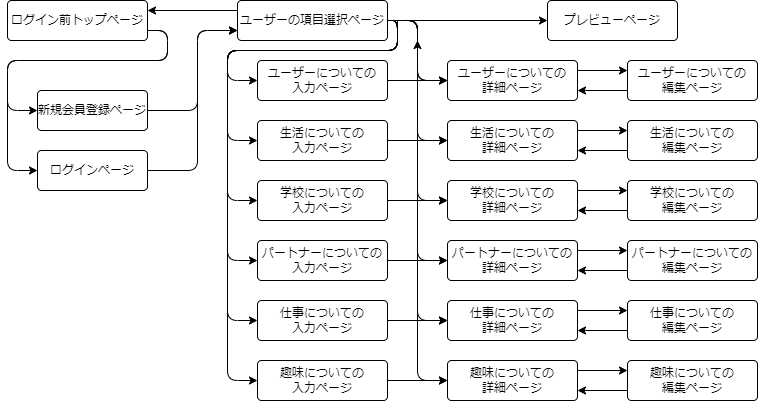 ログイン前トップページ
ユーザーの項目選択ページ
プレビューページ
新規会員登録ページ
ログインページ
ユーザーについての
入力ページ
ユーザーについての
詳細ページ
ユーザーについての
編集ページ
生活についての
入力ページ
生活についての
詳細ページ
生活についての
編集ページ
学校についての
入力ページ
学校についての
詳細ページ
学校についての
編集ページ
パートナーについての
入力ページ
パートナーについての
詳細ページ
パートナーについての
編集ページ
仕事についての
入力ページ
仕事についての
詳細ページ
仕事についての
編集ページ
趣味についての
入力ページ
趣味についての
詳細ページ
趣味についての
編集ページ